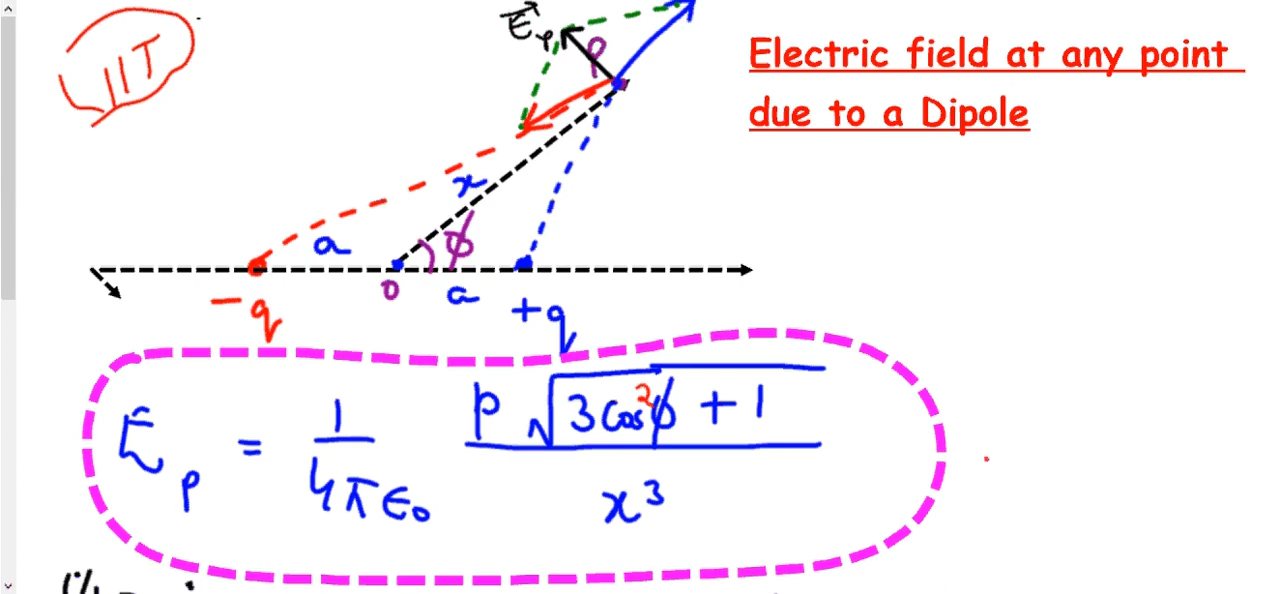 IIT
E⃗ₚ
P
Electric field at any point
due to a Dipole
x
a
ϕ
O
a
-q
+q
Eₚ = 1/4πε₀ p√(3cos²ϕ + 1)/x³